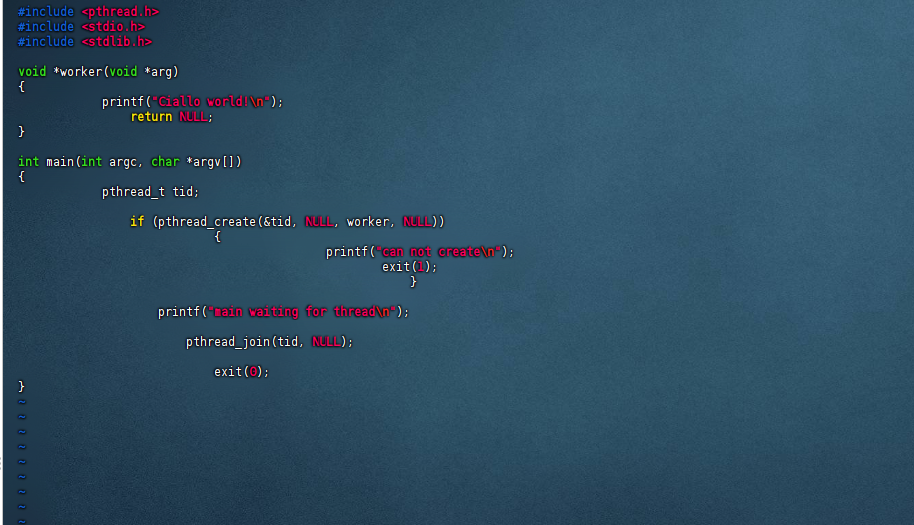 #include <pthread.h>
#include <stdio.h>
#include <stdlib.h>
void *worker(void *arg)
{
printf("Ciallo world!\n");
return NULL;
}
int main(int argc, char *argv[])
{
pthread_t tid;
if (pthread_create(&tid, NULL, worker, NULL))
{
printf("can not create\n");
exit(1);
}
printf("main waiting for thread\n");
pthread_join(tid, NULL);
exit(0);
}
~
~
~
~
~
~
~
~
~